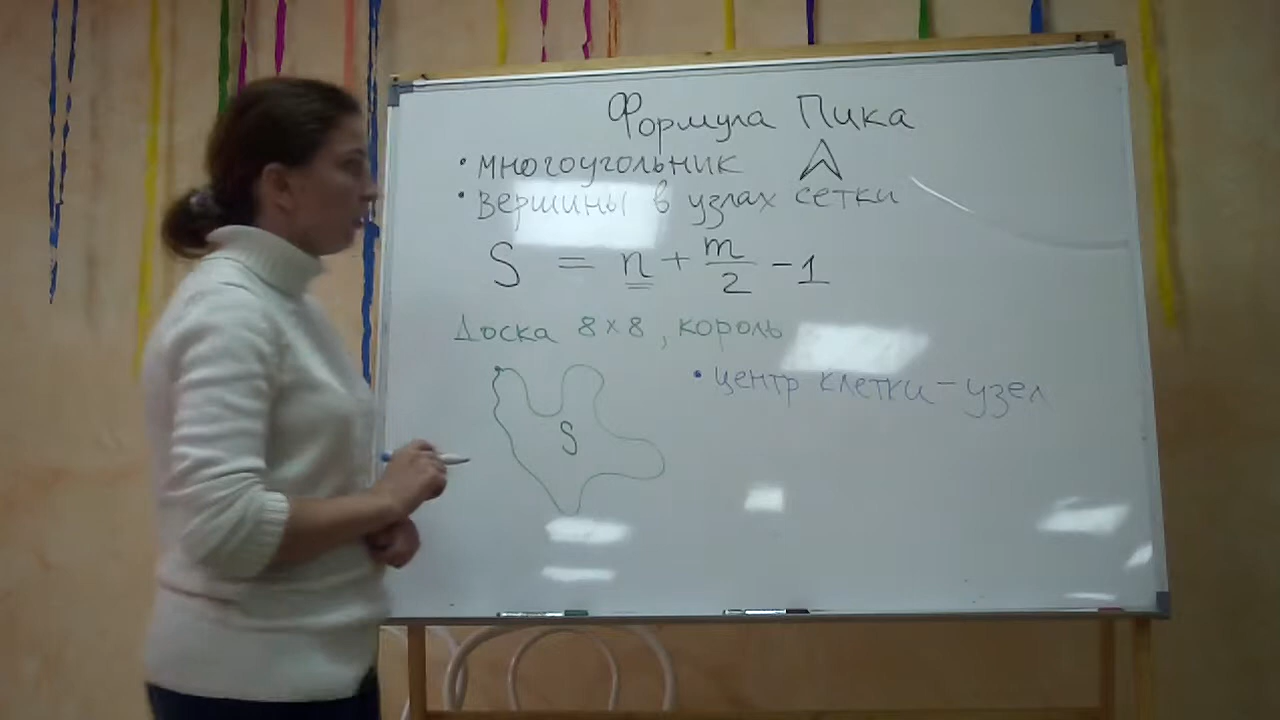 Формула Пика
• многоугольник
• вершины в узлах сетки
S = n + m/2 - 1
Доска 8×8, король
• центр клетки - узел
S